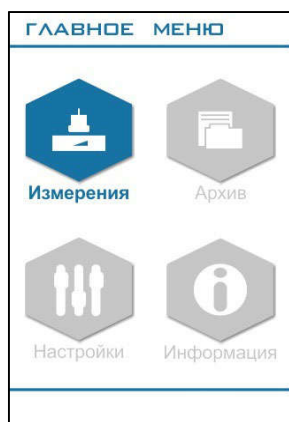 ГЛАВНОЕ МЕНЮ
Измерения
Архив
Настройки
Информация